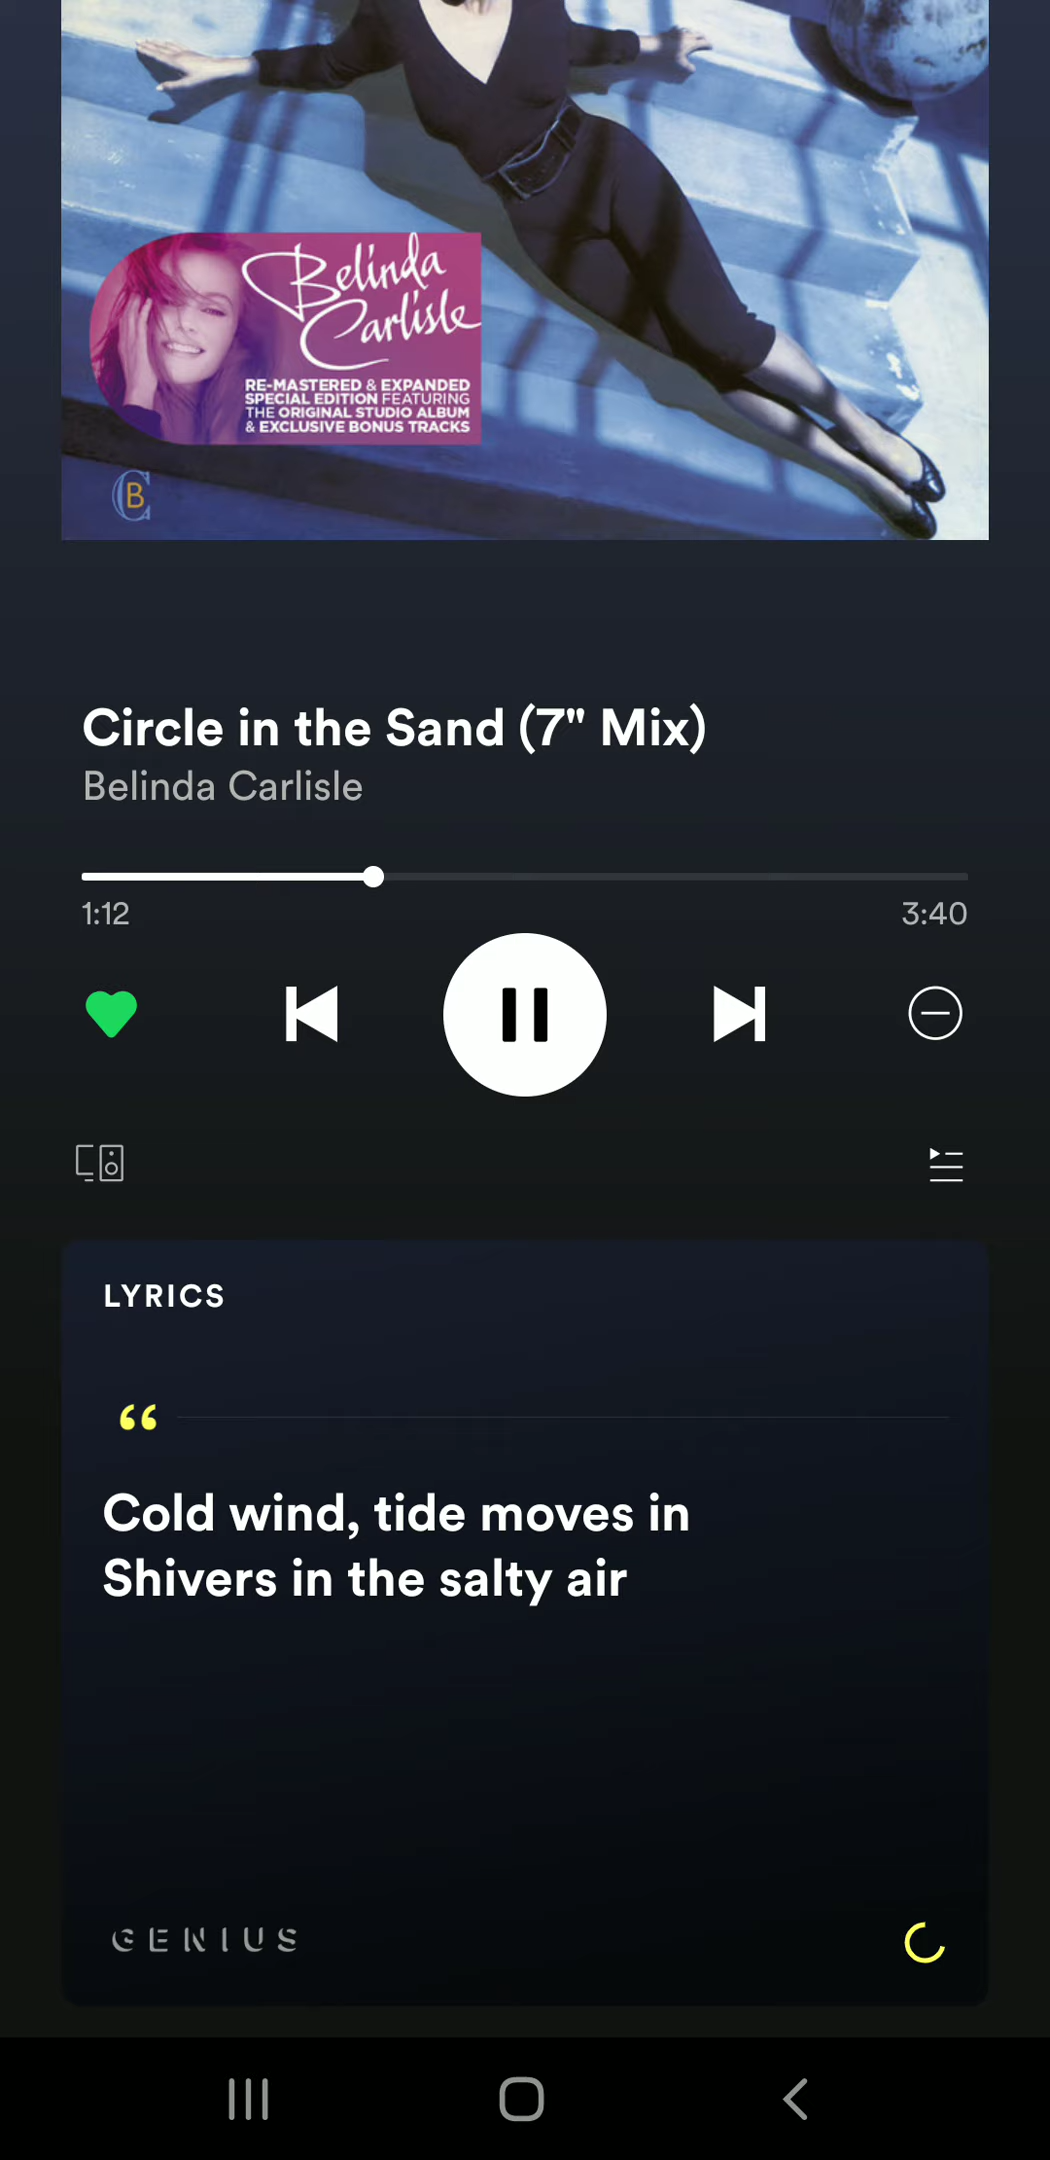 Belinda
Carlisle
RE-MASTERED & EXPANDED
SPECIAL EDITION FEATURING
THE ORIGINAL STUDIO ALBUM
& EXCLUSIVE BONUS TRACKS
CB
Circle in the Sand (7" Mix)
Belinda Carlisle
1:12
3:40
LYRICS
“
Cold wind, tide moves in
Shivers in the salty air
GENIUS